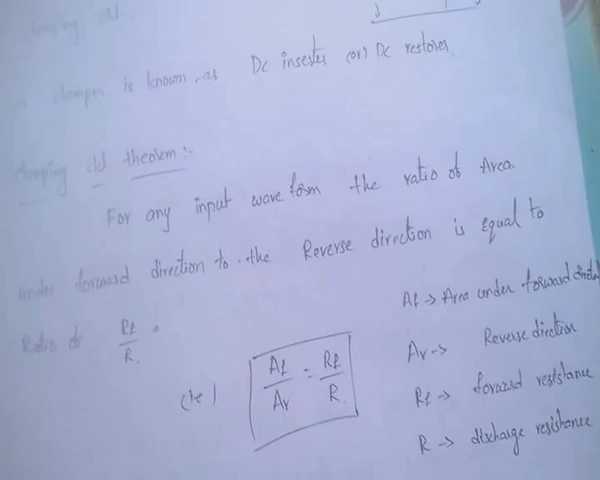 clamper is known as Dc inserter (or) Dc restorer.
clamping ckt theorem :-
For any input wave form the ratio of Area
under forward direction to the Reverse direction is equal to
Ratio of Rf/R.
(ie) Af/Ar = Rf/R.
Af → Area under forward
Ar → Reverse direction
Rf → forward resistance
R → discharge resistance